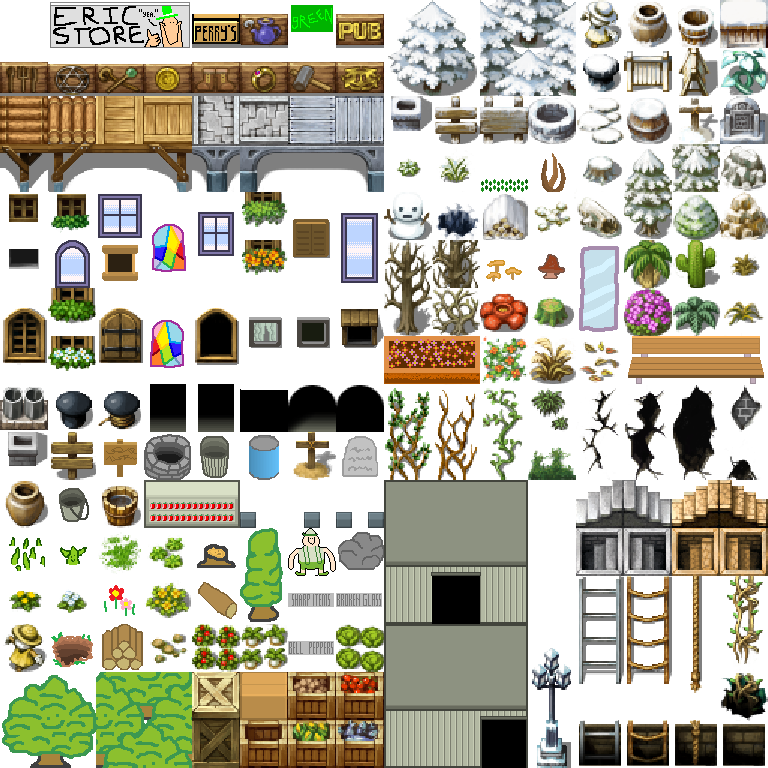 ERIC "YEA."
STORE
PERRY'S
GREEN
PUB
SHARP ITEMS
BROKEN GLASS
BELL PEPPERS